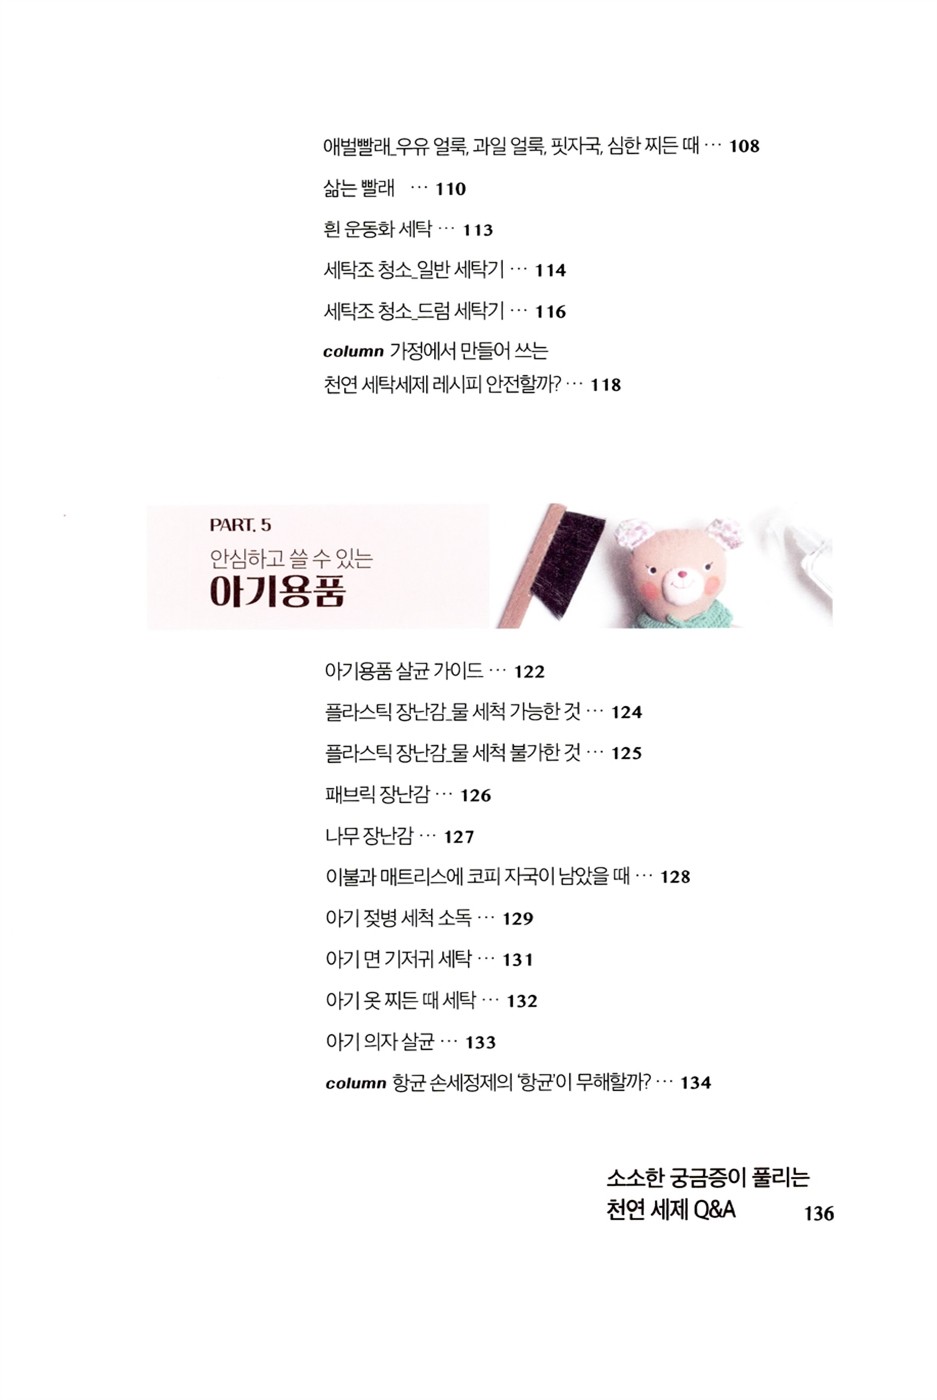 애벌빨래_우유 얼룩, 과일 얼룩, 핏자국, 심한 찌든 때 … 108
삶는 빨래 … 110
흰 운동화 세탁 … 113
세탁조 청소_일반 세탁기 … 114
세탁조 청소_드럼 세탁기 … 116
column 가정에서 만들어 쓰는
천연 세탁세제 레시피 안전할까? … 118
PART. 5
안심하고 쓸 수 있는
아기용품
아기용품 살균 가이드 … 122
플라스틱 장난감_물 세척 가능한 것 … 124
플라스틱 장난감_물 세척 불가한 것 … 125
패브릭 장난감 … 126
나무 장난감 … 127
이불과 매트리스에 코피 자국이 남았을 때 … 128
아기 젖병 세척 소독 … 129
아기 면 기저귀 세탁 … 131
아기 옷 찌든 때 세탁 … 132
아기 의자 살균 … 133
column 항균 손세정제의 '항균'이 무해할까? … 134
소소한 궁금증이 풀리는
천연 세제 Q&A 136